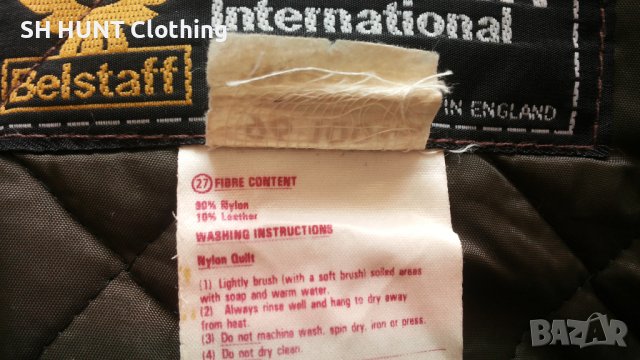 SH HUNT Clothing
International
Belstaff
IN ENGLAND
27 FIBRE CONTENT
90% Nylon
10% Leather
WASHING INSTRUCTIONS
Nylon Quilt
(1) Lightly brush (with a soft brush) soiled areas
with soap and warm water.
(2) Always rinse well and hang to dry away
from heat.
(3) Do not machine wash, spin dry, iron or press.
(4) Do not dry clean.
BAZAR